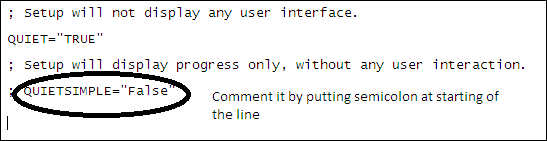 ; Setup will not display any user interface.
QUIET="TRUE"
; Setup will display progress only, without any user interaction.
; QUIETSIMPLE="False"
Comment it by putting semicolon at starting of
the line